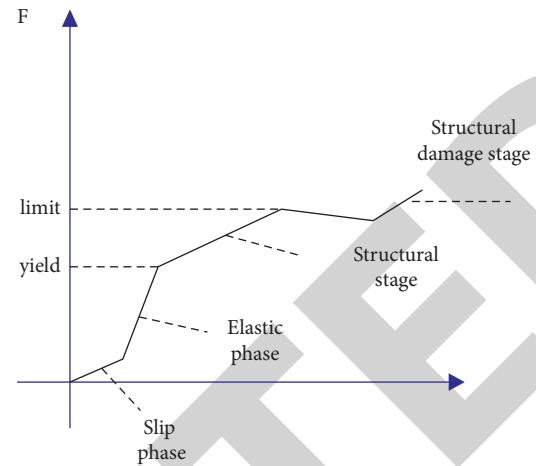 F
Structural
damage stage
limit
yield
Structural
stage
Elastic
phase
Slip
phase